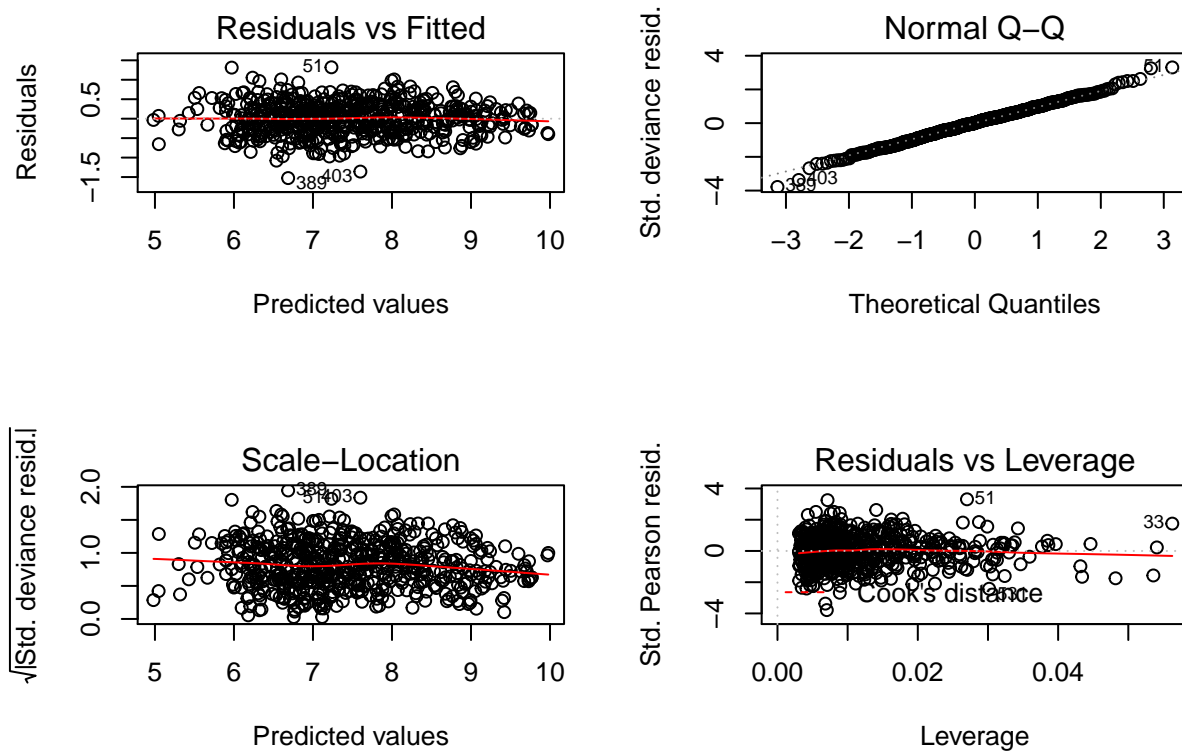 Residuals vs Fitted
Residuals
0.5
−1.5
51
389
403
5 6 7 8 9 10
Predicted values
Normal Q−Q
Std. deviance resid.
4
0
−4
51
403
389
−3 −2 −1 0 1 2 3
Theoretical Quantiles
Scale−Location
√|Std. deviance resid.|
2.0
1.0
0.0
389
51
403
5 6 7 8 9 10
Predicted values
Residuals vs Leverage
Std. Pearson resid.
4
0
−4
51
33
531
Cook's distance
0.00 0.02 0.04
Leverage